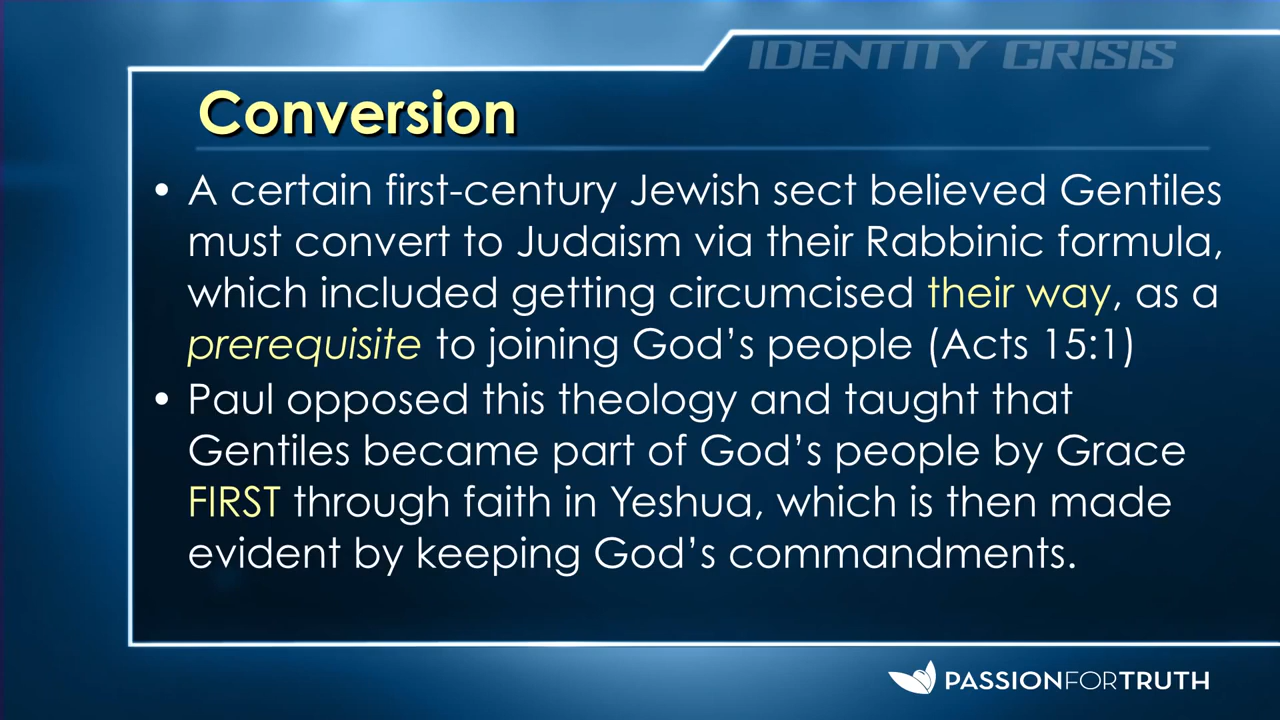 IDENTITY CRISIS
Conversion
• A certain first-century Jewish sect believed Gentiles
must convert to Judaism via their Rabbinic formula,
which included getting circumcised their way, as a
prerequisite to joining God’s people (Acts 15:1)
• Paul opposed this theology and taught that
Gentiles became part of God’s people by Grace
FIRST through faith in Yeshua, which is then made
evident by keeping God’s commandments.
PASSIONFORTRUTH